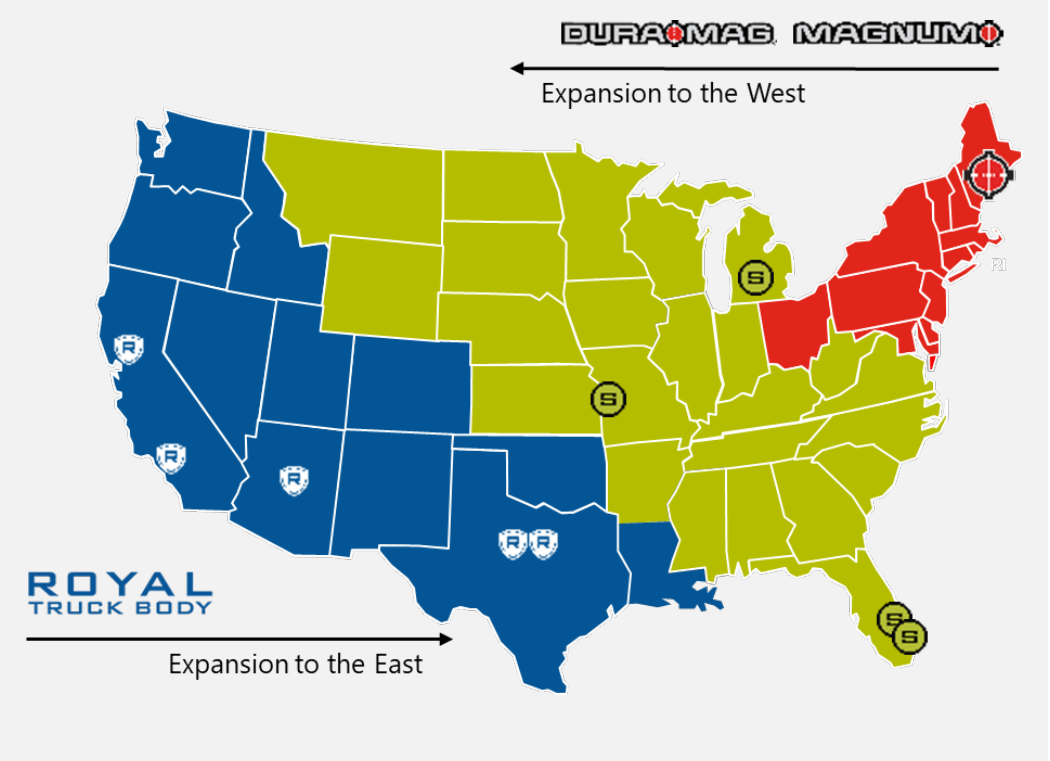 DURAMAG MAGNUM
Expansion to the West
RI
S
R
S
R
R
R R
ROYAL
TRUCK BODY
S
S
Expansion to the East